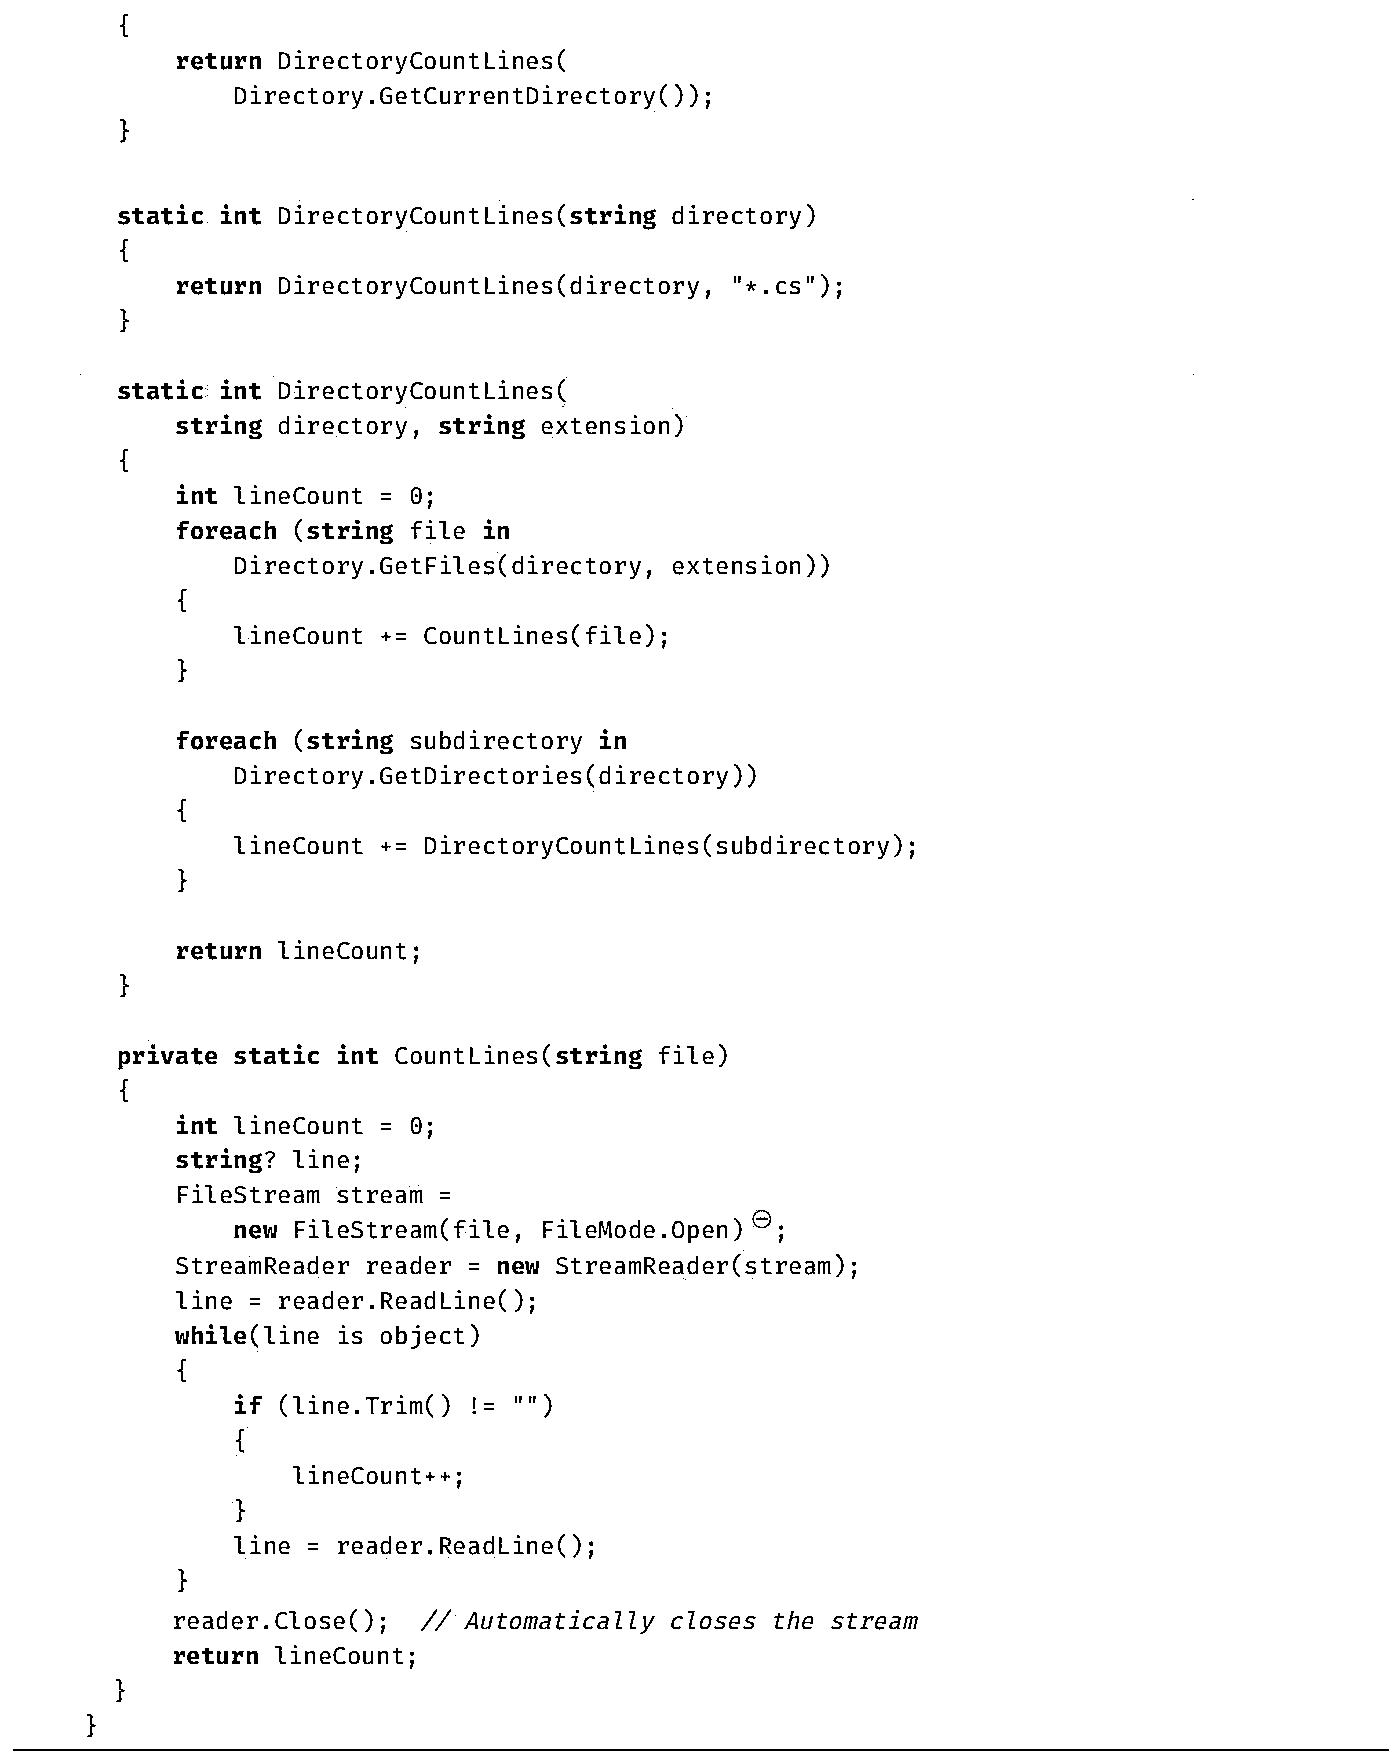 {
    return DirectoryCountLines(
        Directory.GetCurrentDirectory());
}
static int DirectoryCountLines(string directory)
{
    return DirectoryCountLines(directory, "*.cs");
}
static int DirectoryCountLines(
    string directory, string extension)
{
    int lineCount = 0;
    foreach (string file in
        Directory.GetFiles(directory, extension))
    {
        lineCount += CountLines(file);
    }
    foreach (string subdirectory in
        Directory.GetDirectories(directory))
    {
        lineCount += DirectoryCountLines(subdirectory);
    }
    return lineCount;
}
private static int CountLines(string file)
{
    int lineCount = 0;
    string? line;
    FileStream stream =
        new FileStream(file, FileMode.Open)⊖;
    StreamReader reader = new StreamReader(stream);
    line = reader.ReadLine();
    while(line is object)
    {
        if (line.Trim() != "")
        {
            lineCount++;
        }
        line = reader.ReadLine();
    }
    reader.Close();  // Automatically closes the stream
    return lineCount;
}
}